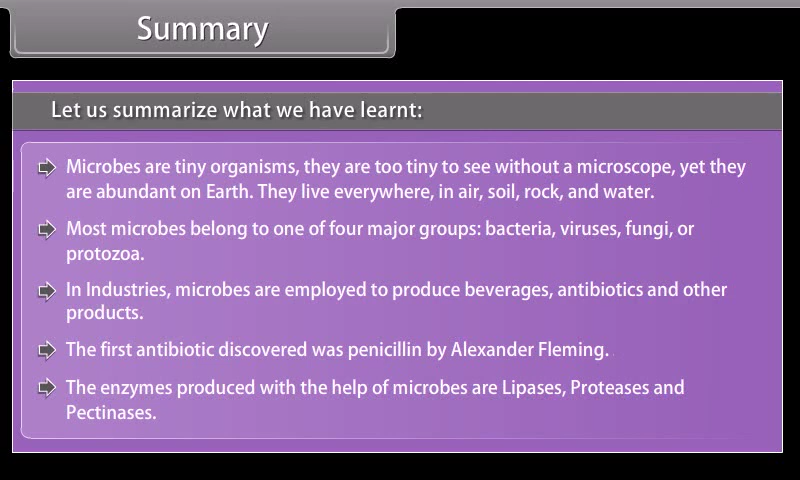 Summary
Let us summarize what we have learnt:
Microbes are tiny organisms, they are too tiny to see without a microscope, yet they
are abundant on Earth. They live everywhere, in air, soil, rock, and water.
Most microbes belong to one of four major groups: bacteria, viruses, fungi, or
protozoa.
In Industries, microbes are employed to produce beverages, antibiotics and other
products.
The first antibiotic discovered was penicillin by Alexander Fleming.
The enzymes produced with the help of microbes are Lipases, Proteases and
Pectinases.